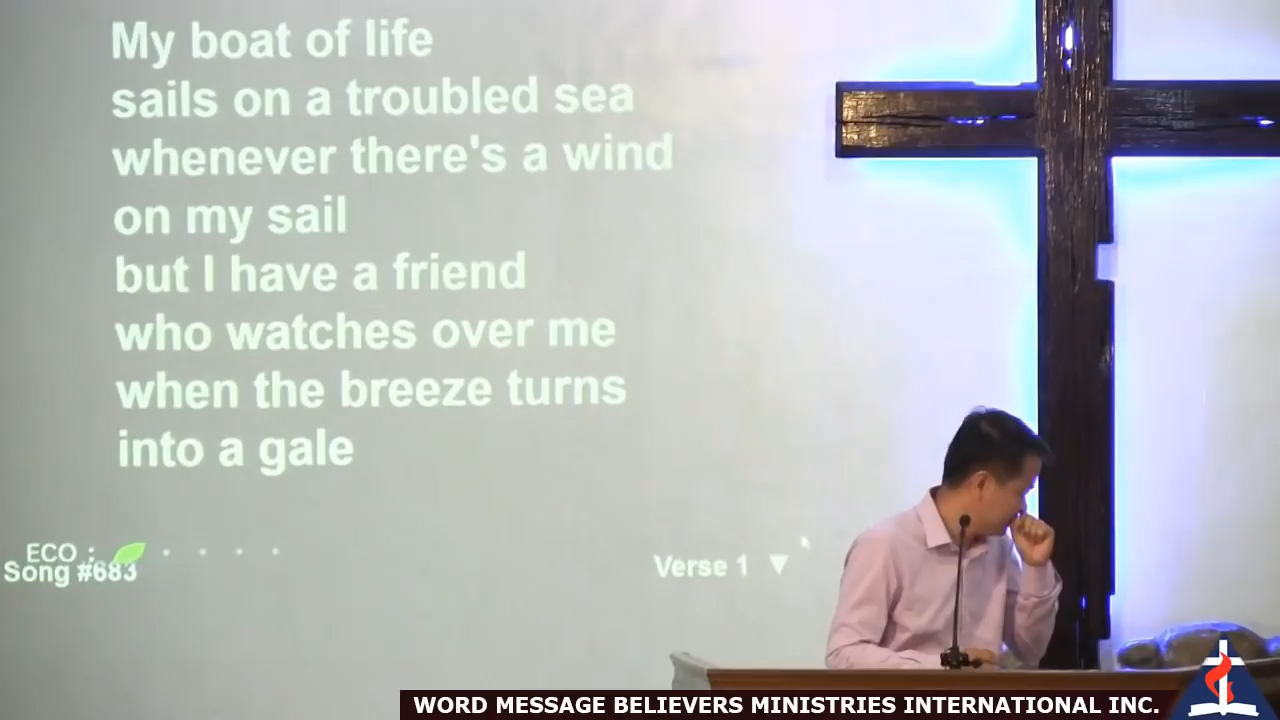 My boat of life
sails on a troubled sea
whenever there's a wind
on my sail
but I have a friend
who watches over me
when the breeze turns
into a gale
ECO :
Song #683
Verse 1 ▼
WORD MESSAGE BELIEVERS MINISTRIES INTERNATIONAL INC.